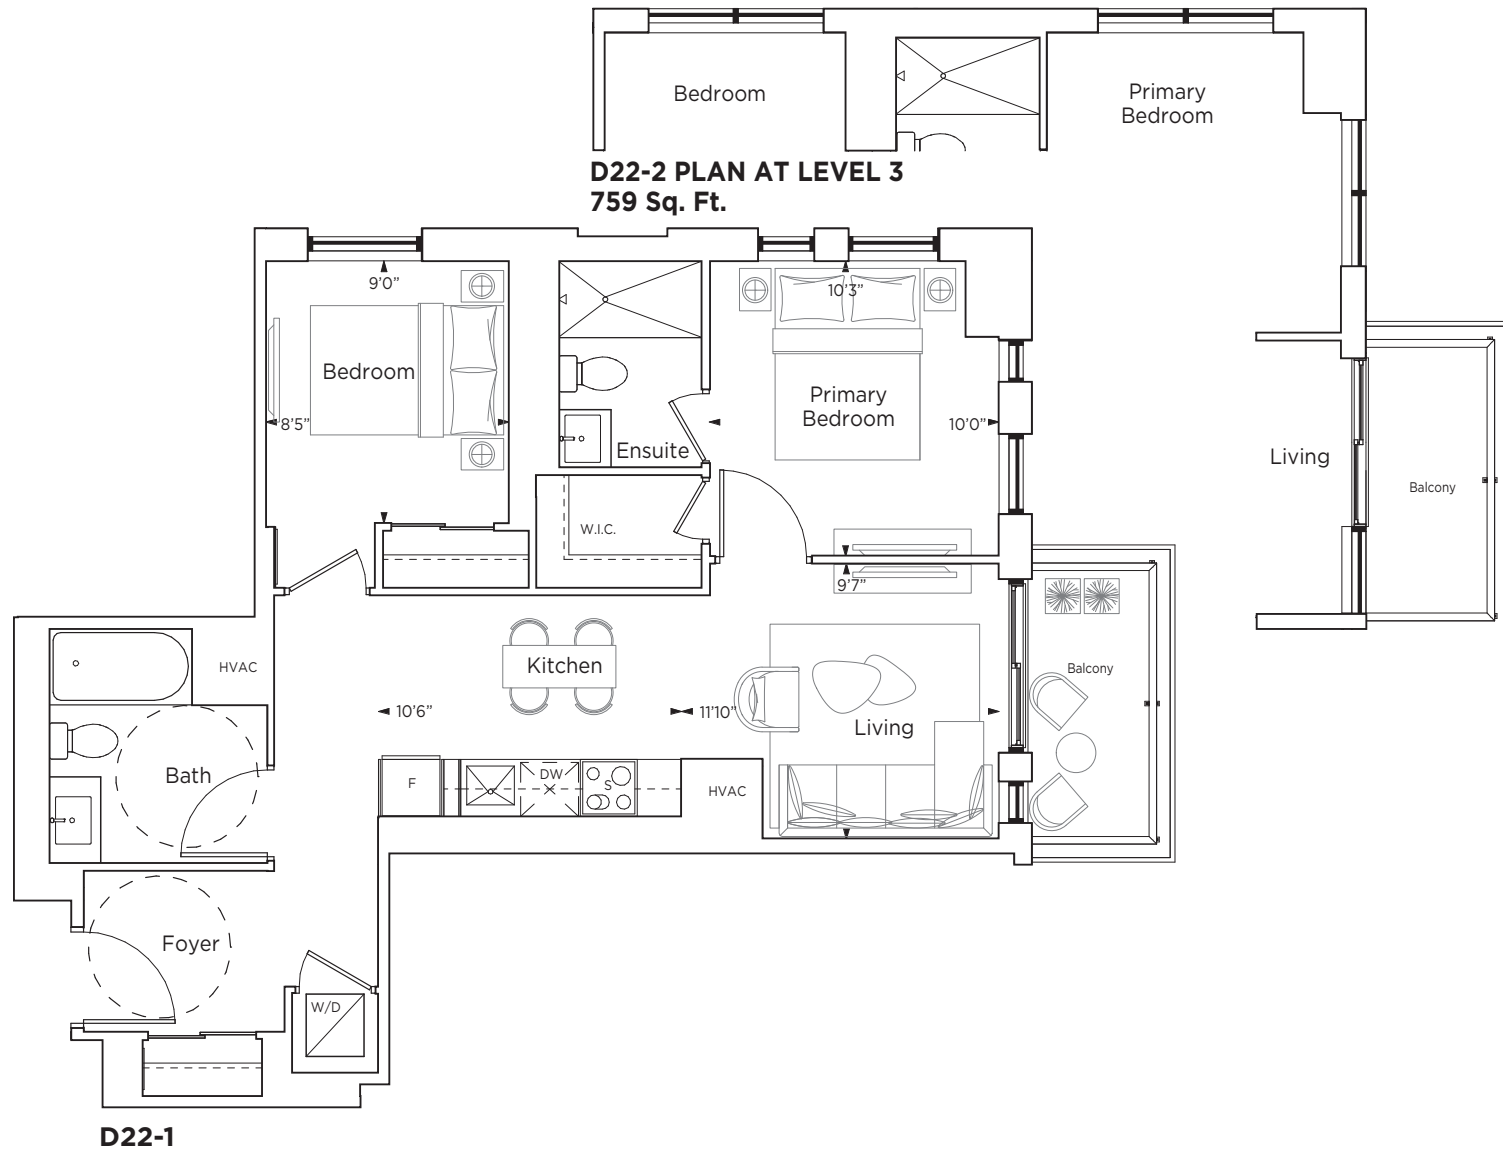 Bedroom
Primary
Bedroom
D22-2 PLAN AT LEVEL 3
759 Sq. Ft.
9'0”
10'3”
Bedroom
Primary
Bedroom
8'5”
10'0”
Ensuite
Living
Balcony
W.I.C.
9'7”
HVAC
Kitchen
Balcony
10'6”
11'10”
Living
Bath
F
DW
S
HVAC
Foyer
W/D
D22-1